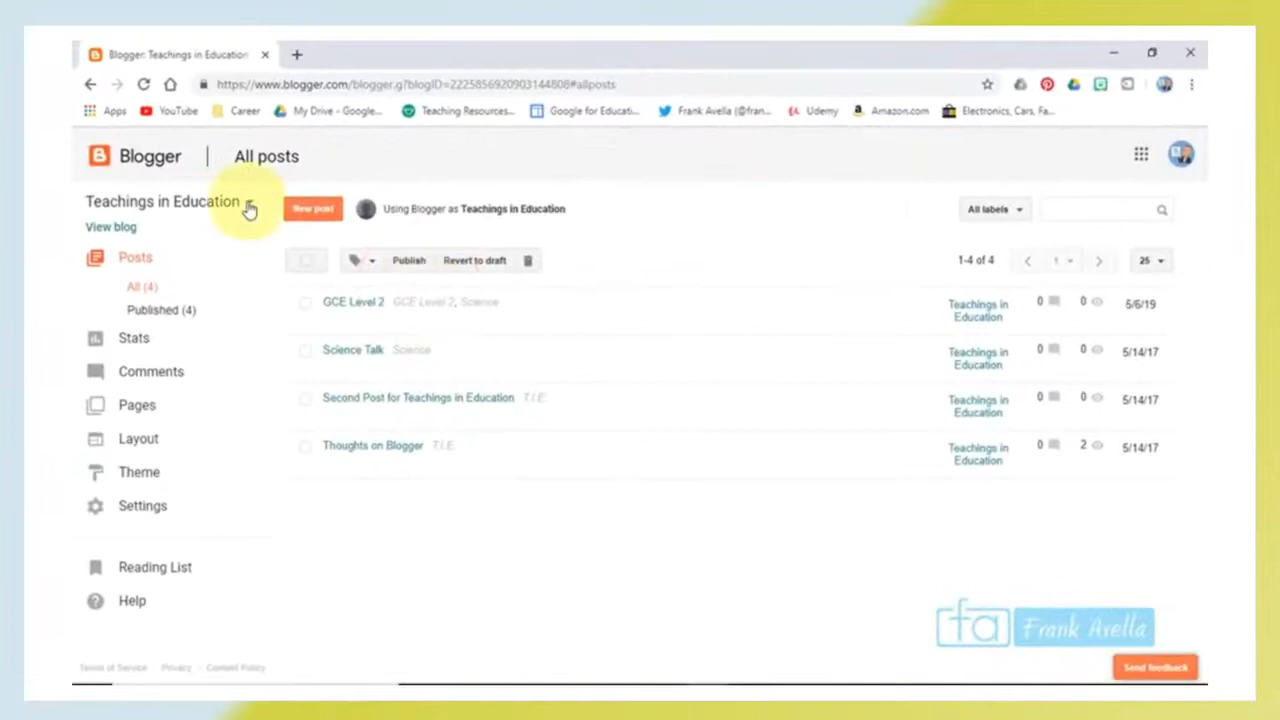 Blogger: Teachings in Education
https://www.blogger.com/blogger.g?blogID=2225856920903144808#allposts
Apps YouTube Career My Drive – Google... Teaching Resources... Google for Educati... Frank Avella (@fran... Udemy Amazon.com Electronics, Cars, Fa...
Blogger | All posts
Teachings in Education
New post Using Blogger as Teachings in Education All labels
View blog
Posts
All (4)
Published (4)
Stats
Comments
Pages
Layout
Theme
Settings
Reading List
Help
Publish Revert to draft 1-4 of 4 1 25
GCE Level 2 GCE Level 2, Science Teachings in Education 0 0 5/6/19
Science Talk Science Teachings in Education 0 0 5/14/17
Second Post for Teachings in Education T.I.E. Teachings in Education 0 0 5/14/17
Thoughts on Blogger T.I.E. Teachings in Education 0 2 5/14/17
fa Frank Avella
Terms of Service Privacy Content Policy
Send feedback